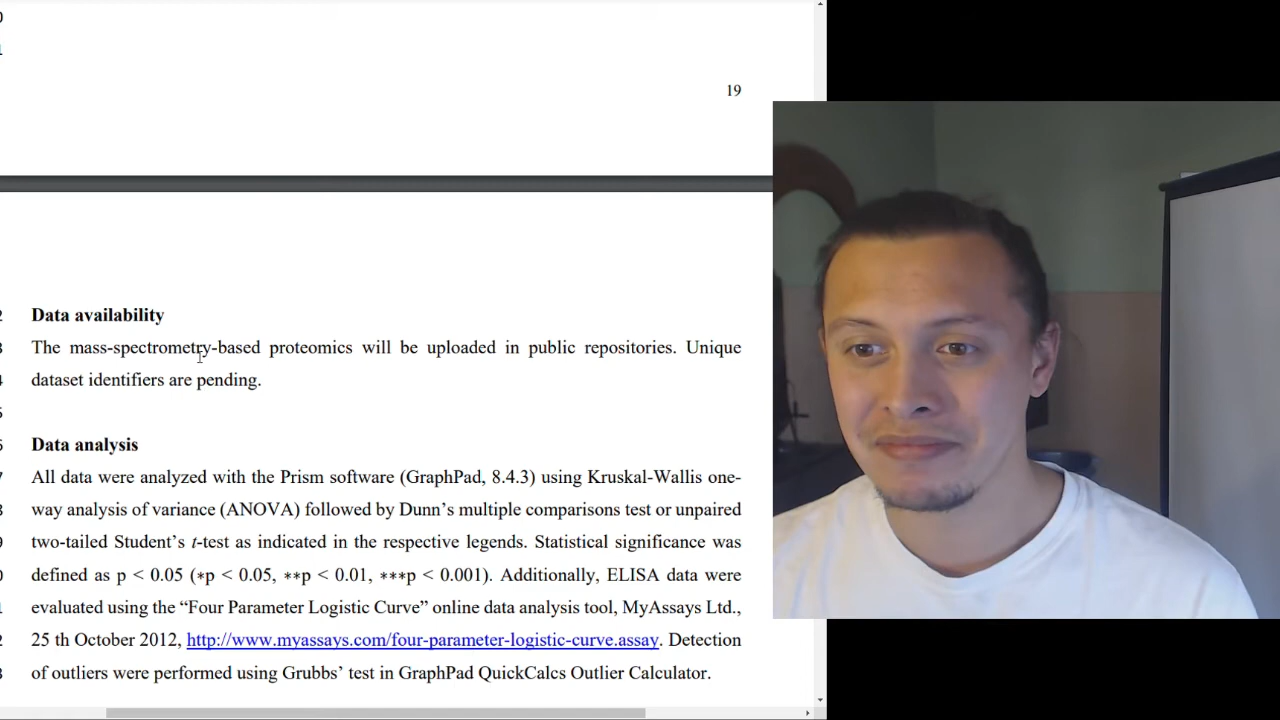 19
Data availability
The mass-spectrometry-based proteomics will be uploaded in public repositories. Unique
dataset identifiers are pending.
Data analysis
All data were analyzed with the Prism software (GraphPad, 8.4.3) using Kruskal-Wallis one-
way analysis of variance (ANOVA) followed by Dunn’s multiple comparisons test or unpaired
two-tailed Student’s t-test as indicated in the respective legends. Statistical significance was
defined as p < 0.05 (*p < 0.05, **p < 0.01, ***p < 0.001). Additionally, ELISA data were
evaluated using the “Four Parameter Logistic Curve” online data analysis tool, MyAssays Ltd.,
25 th October 2012, http://www.myassays.com/four-parameter-logistic-curve.assay. Detection
of outliers were performed using Grubbs’ test in GraphPad QuickCalcs Outlier Calculator.